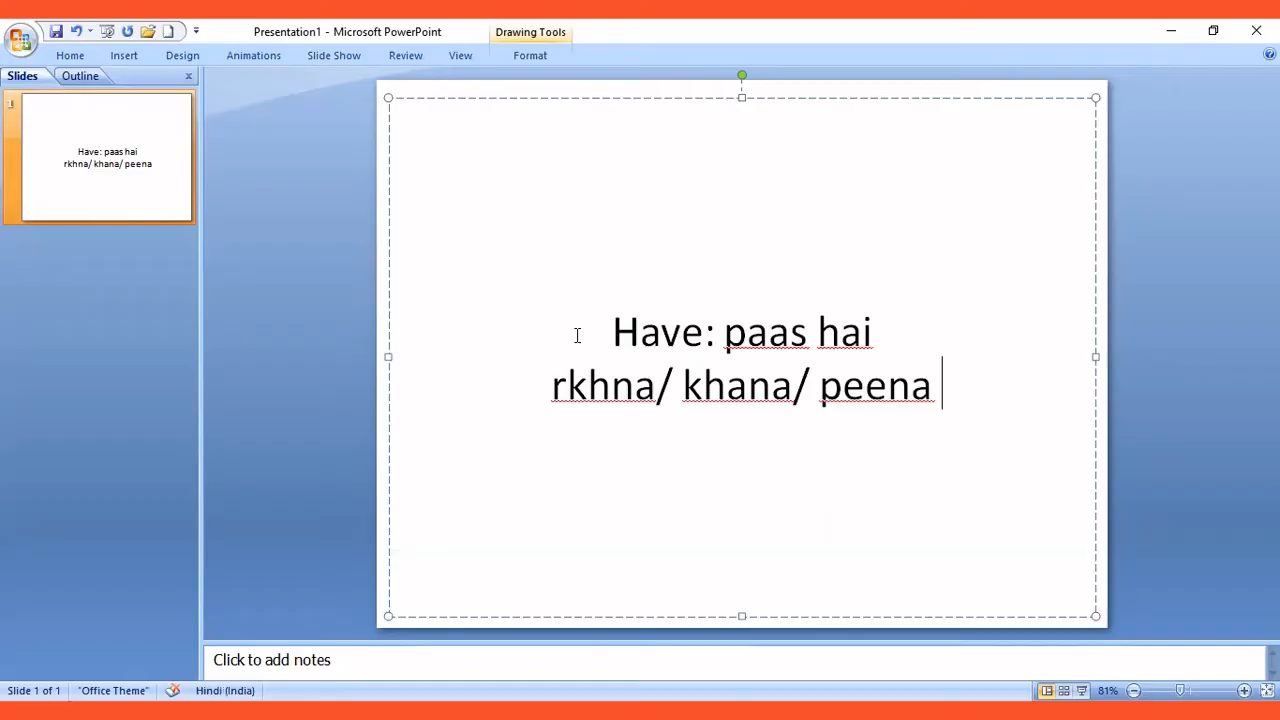 Presentation1 - Microsoft PowerPoint
Drawing Tools
Home
Insert
Design
Animations
Slide Show
Review
View
Format
Slides
Outline
1
Have: paas hai
rkhna/ khana/ peena
Have: paas hai
rkhna/ khana/ peena
Click to add notes
Slide 1 of 1
"Office Theme"
Hindi (India)
81%